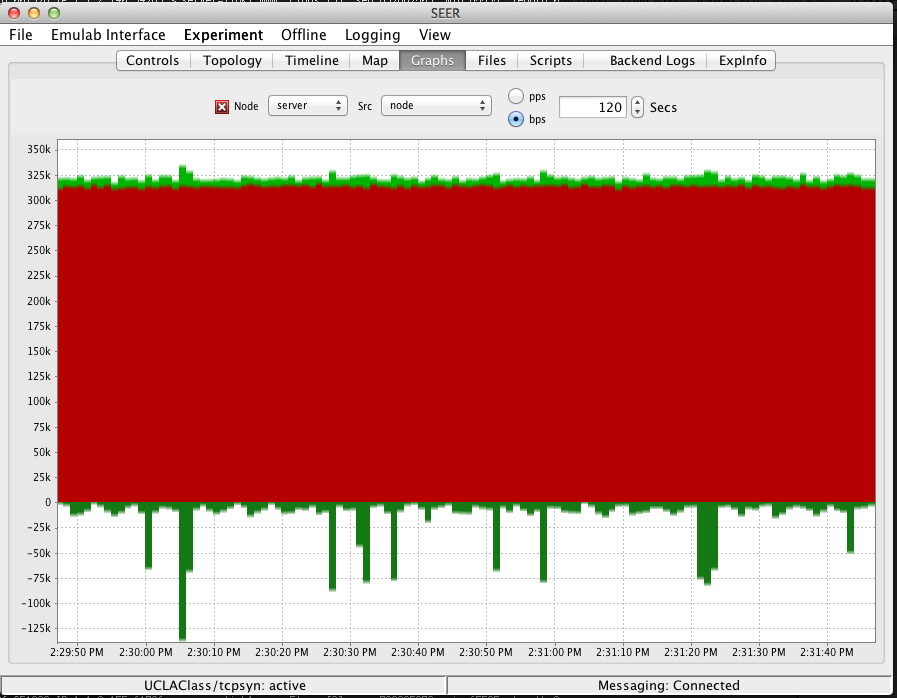 SEER
File Emulab Interface Experiment Offline Logging View
Controls Topology Timeline Map Graphs Files Scripts Backend Logs ExpInfo
Node server Src node pps bps 120 Secs
350k
325k
300k
275k
250k
225k
200k
175k
150k
125k
100k
75k
50k
25k
0
−25k
−50k
−75k
−100k
−125k
2:29:50 PM 2:30:00 PM 2:30:10 PM 2:30:20 PM 2:30:30 PM 2:30:40 PM 2:30:50 PM 2:31:00 PM 2:31:10 PM 2:31:20 PM 2:31:30 PM 2:31:40 PM
UCLAClass/tcpsyn: active Messaging: Connected